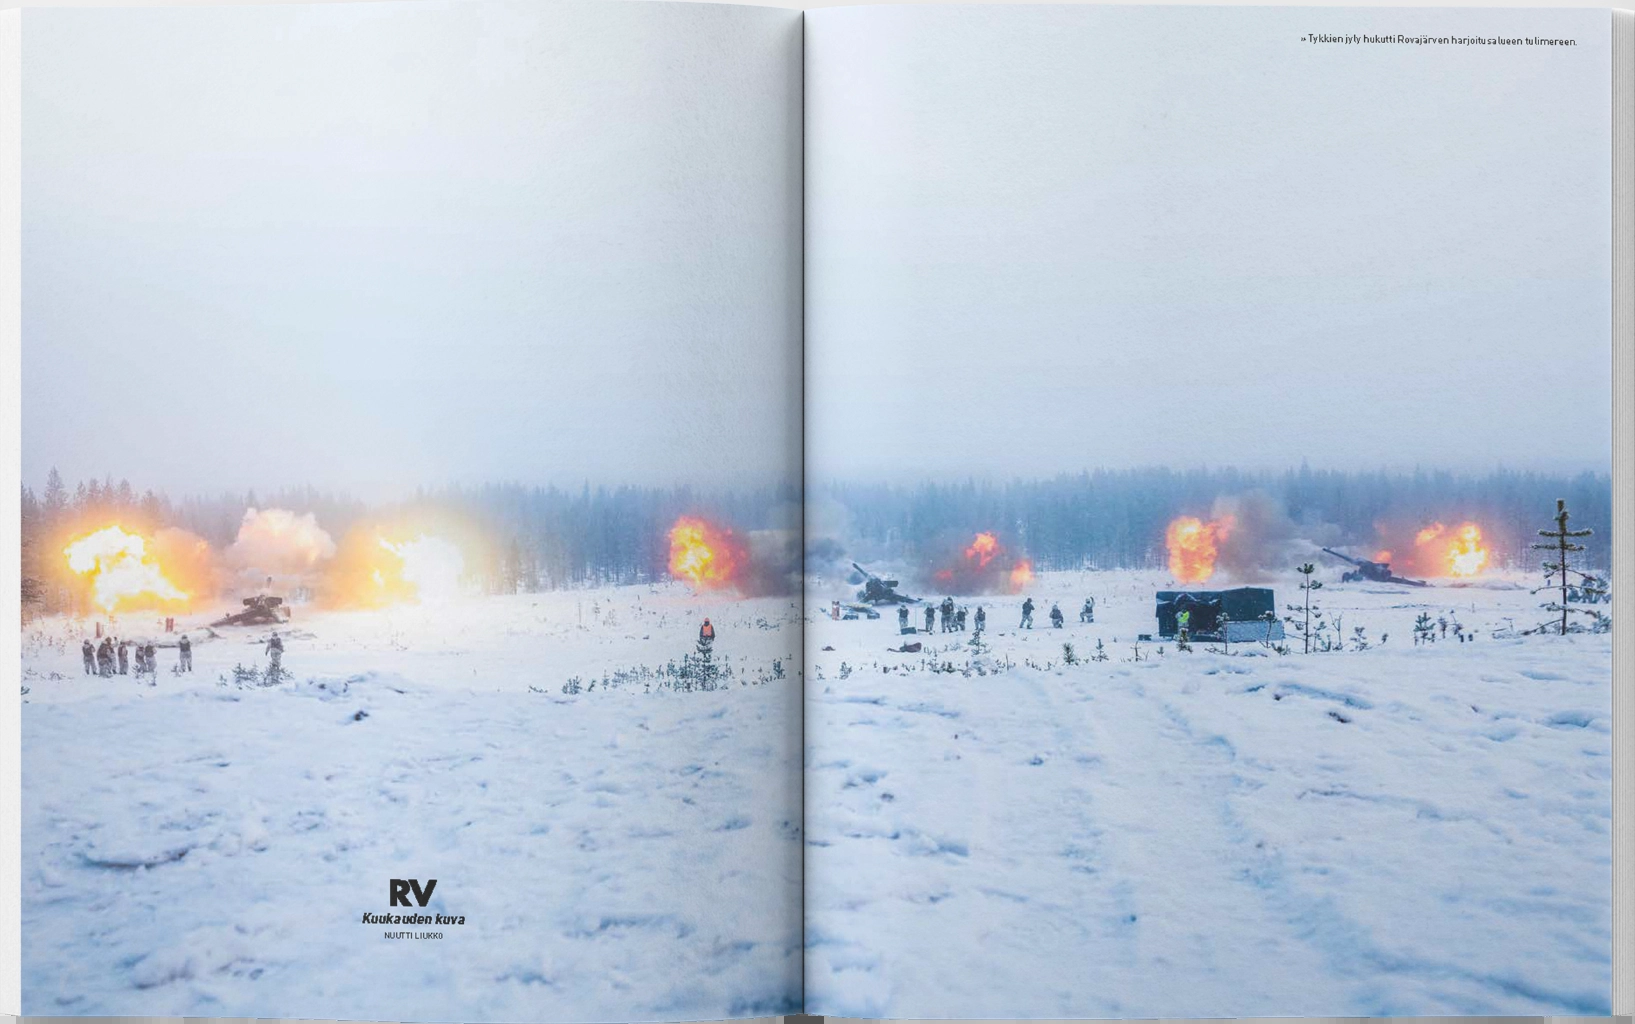 » Tykkien jyly hukutti Rovajärven harjoitusalueen tulimereen.
RV
Kuukauden kuva
NUUTTI LIUKKO